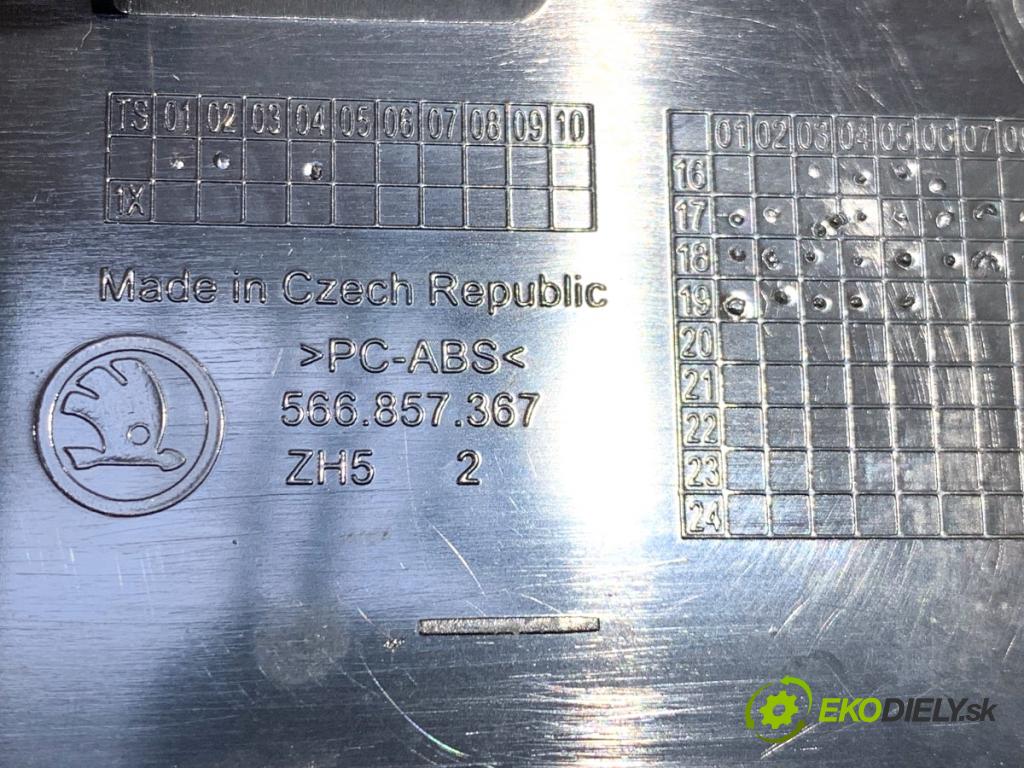 TS 01 02 03 04 05 06 07 08 09 10
1X
Made in Czech Republic
>PC-ABS<
566.857.367
ZH5 2
01 02 03 04 05 06 07 08
16
17
18
19
20
21
22
23
24
EKODIELY.sk